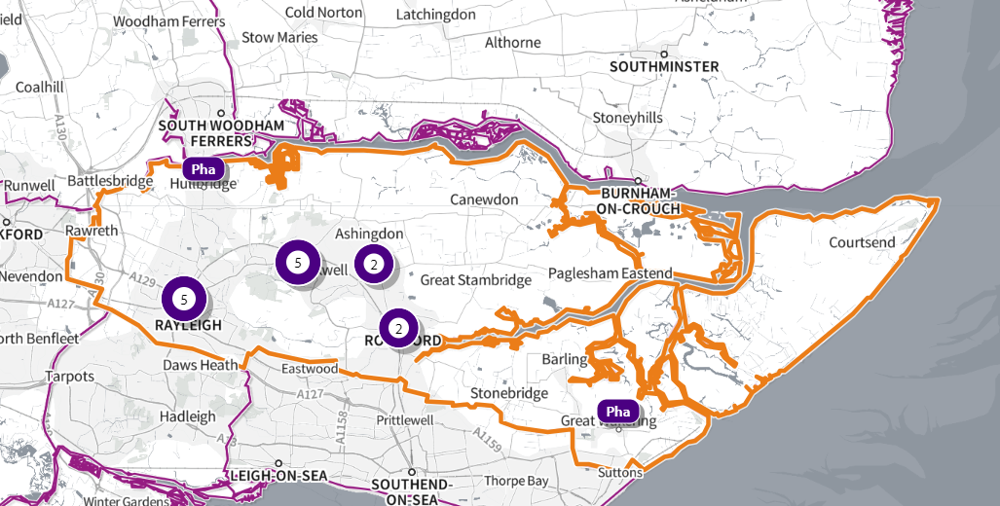 Cold Norton
Latchingdon
Woodham Ferrers
Stow Maries
Althorne
SOUTHMINSTER
Coalhill
A130
SOUTH WOODHAM
FERRERS
Stoneyhills
Pha
Runwell
Battlesbridge
BURNHAM-
ON-CROUCH
Canewdon
Rawreth
Ashingdon
Courtsend
5
2
Nevendon
A129
Great Stambridge
Paglesham Eastend
A127
5
RAYLEIGH
2
Barling
Daws Heath
Eastwood
Tarpots
A127
Stonebridge
Pha
Hadleigh
A1158
Prittlewell
A1159
LEIGH-ON-SEA
SOUTHEND-
ON-SEA
Thorpe Bay
Suttons
Winter Gardens